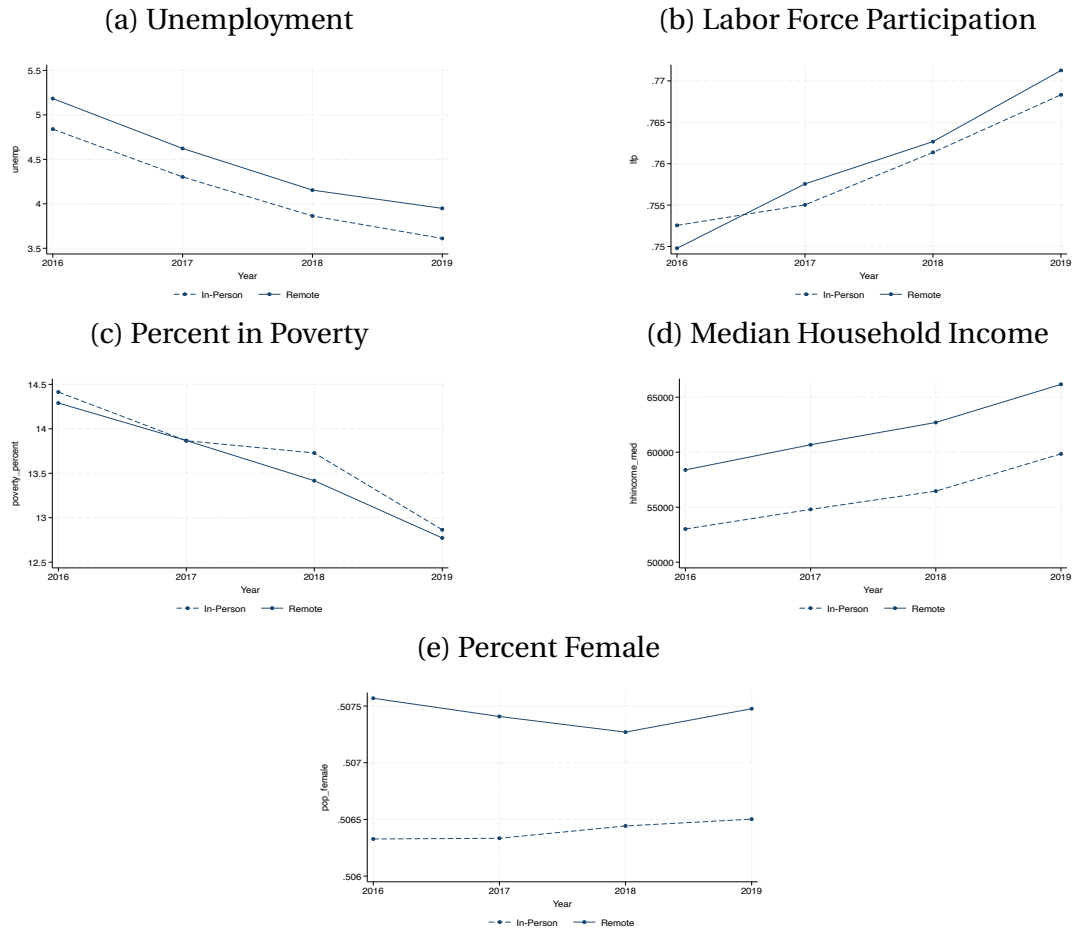 (a) Unemployment
5.5
5
4.5
4
3.5
unemp
2016 2017 2018 2019
Year
In-Person Remote
(b) Labor Force Participation
.77
.765
.76
.755
.75
lfp
2016 2017 2018 2019
Year
In-Person Remote
(c) Percent in Poverty
14.5
14
13.5
13
12.5
poverty_percent
2016 2017 2018 2019
Year
In-Person Remote
(d) Median Household Income
65000
60000
55000
50000
hhincome_med
2016 2017 2018 2019
Year
In-Person Remote
(e) Percent Female
.5075
.507
.5065
.506
pop_female
2016 2017 2018 2019
Year
In-Person Remote